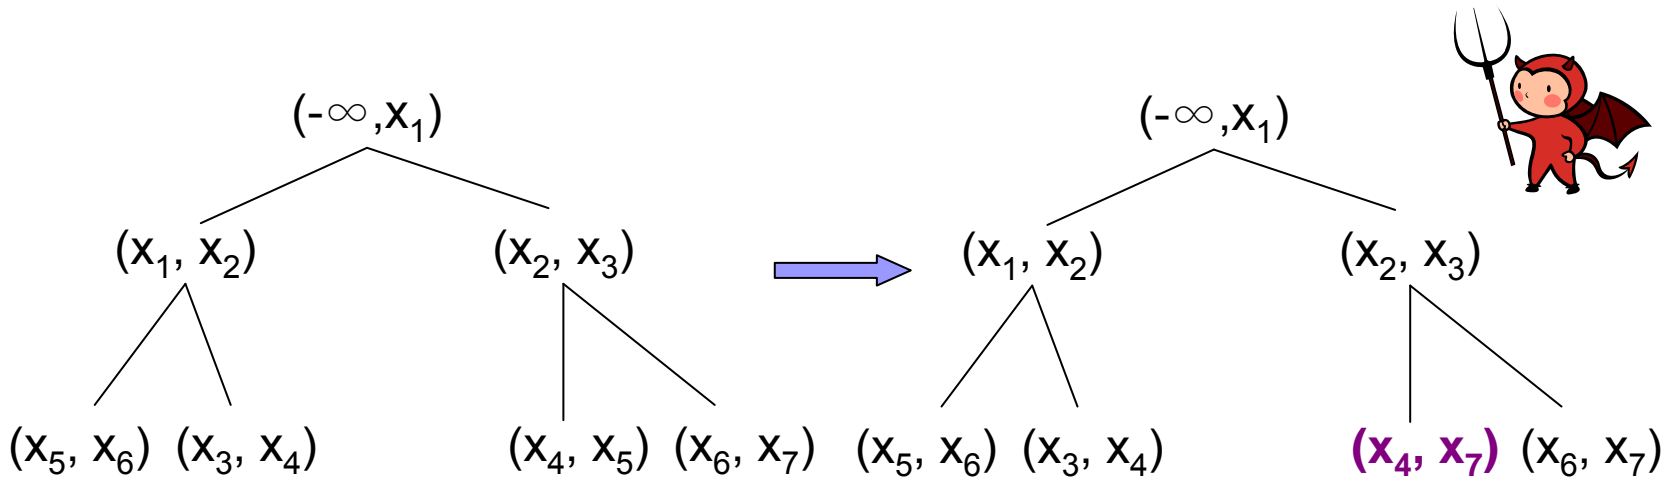 (-∞,x₁) (-∞,x₁)
(x₁, x₂) (x₂, x₃) (x₁, x₂) (x₂, x₃)
(x₅, x₆) (x₃, x₄) (x₄, x₅) (x₆, x₇) (x₅, x₆) (x₃, x₄) (x₄, x₇) (x₆, x₇)